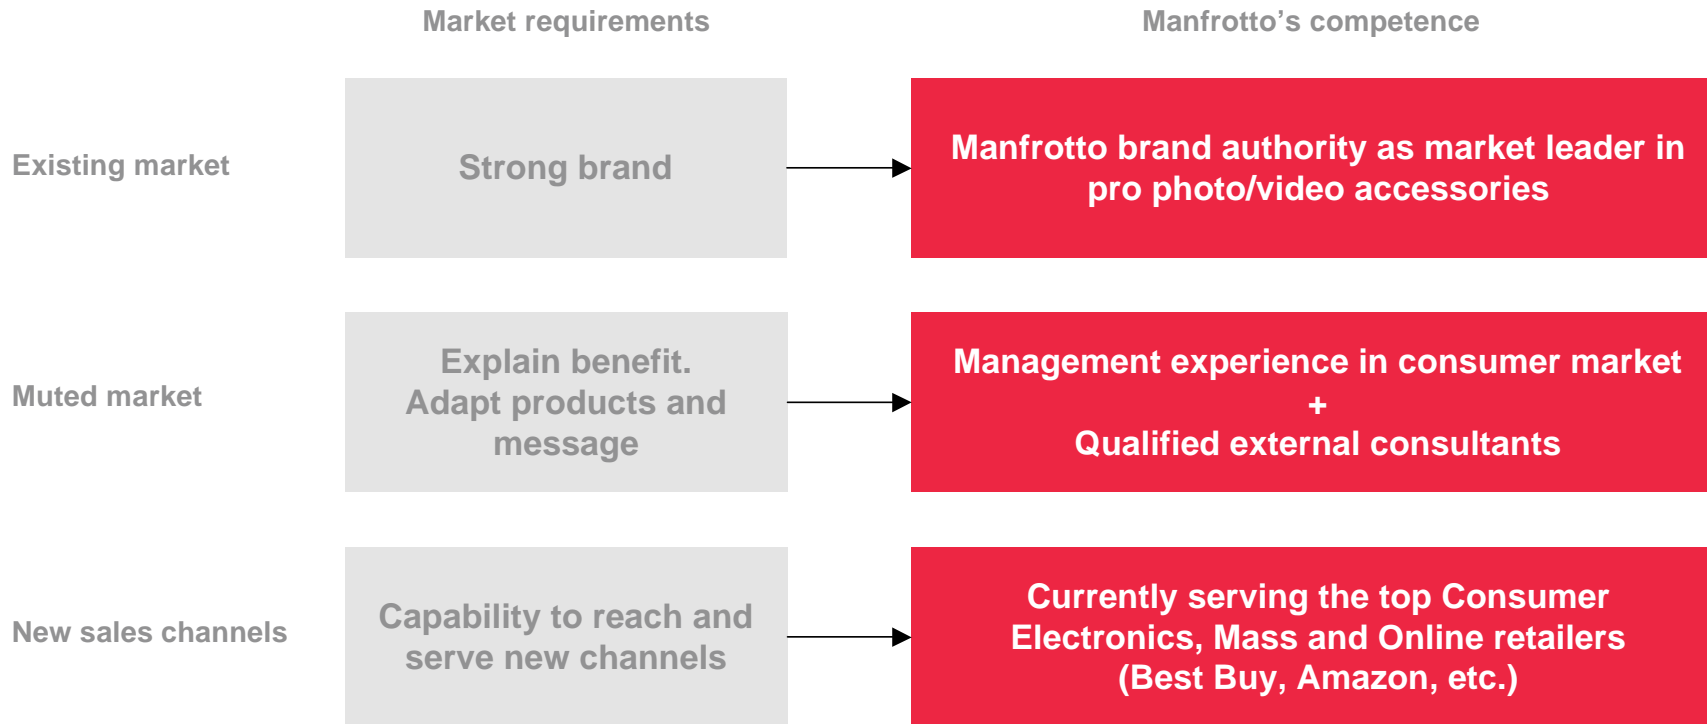 Market requirements
Manfrotto’s competence
Existing market
Strong brand
Manfrotto brand authority as market leader in
pro photo/video accessories
Muted market
Explain benefit.
Adapt products and
message
Management experience in consumer market
+
Qualified external consultants
New sales channels
Capability to reach and
serve new channels
Currently serving the top Consumer
Electronics, Mass and Online retailers
(Best Buy, Amazon, etc.)